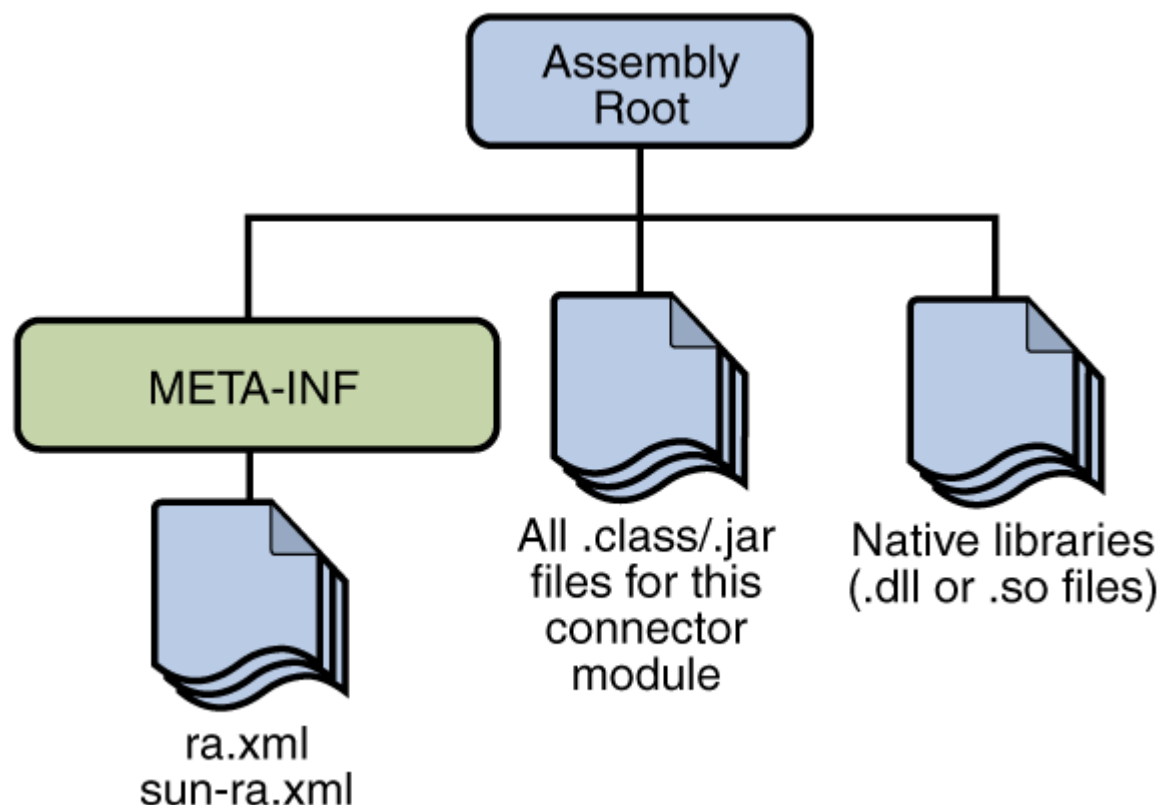 Assembly
Root
META-INF
All .class/.jar
files for this
connector
module
Native libraries
(.dll or .so files)
ra.xml
sun-ra.xml